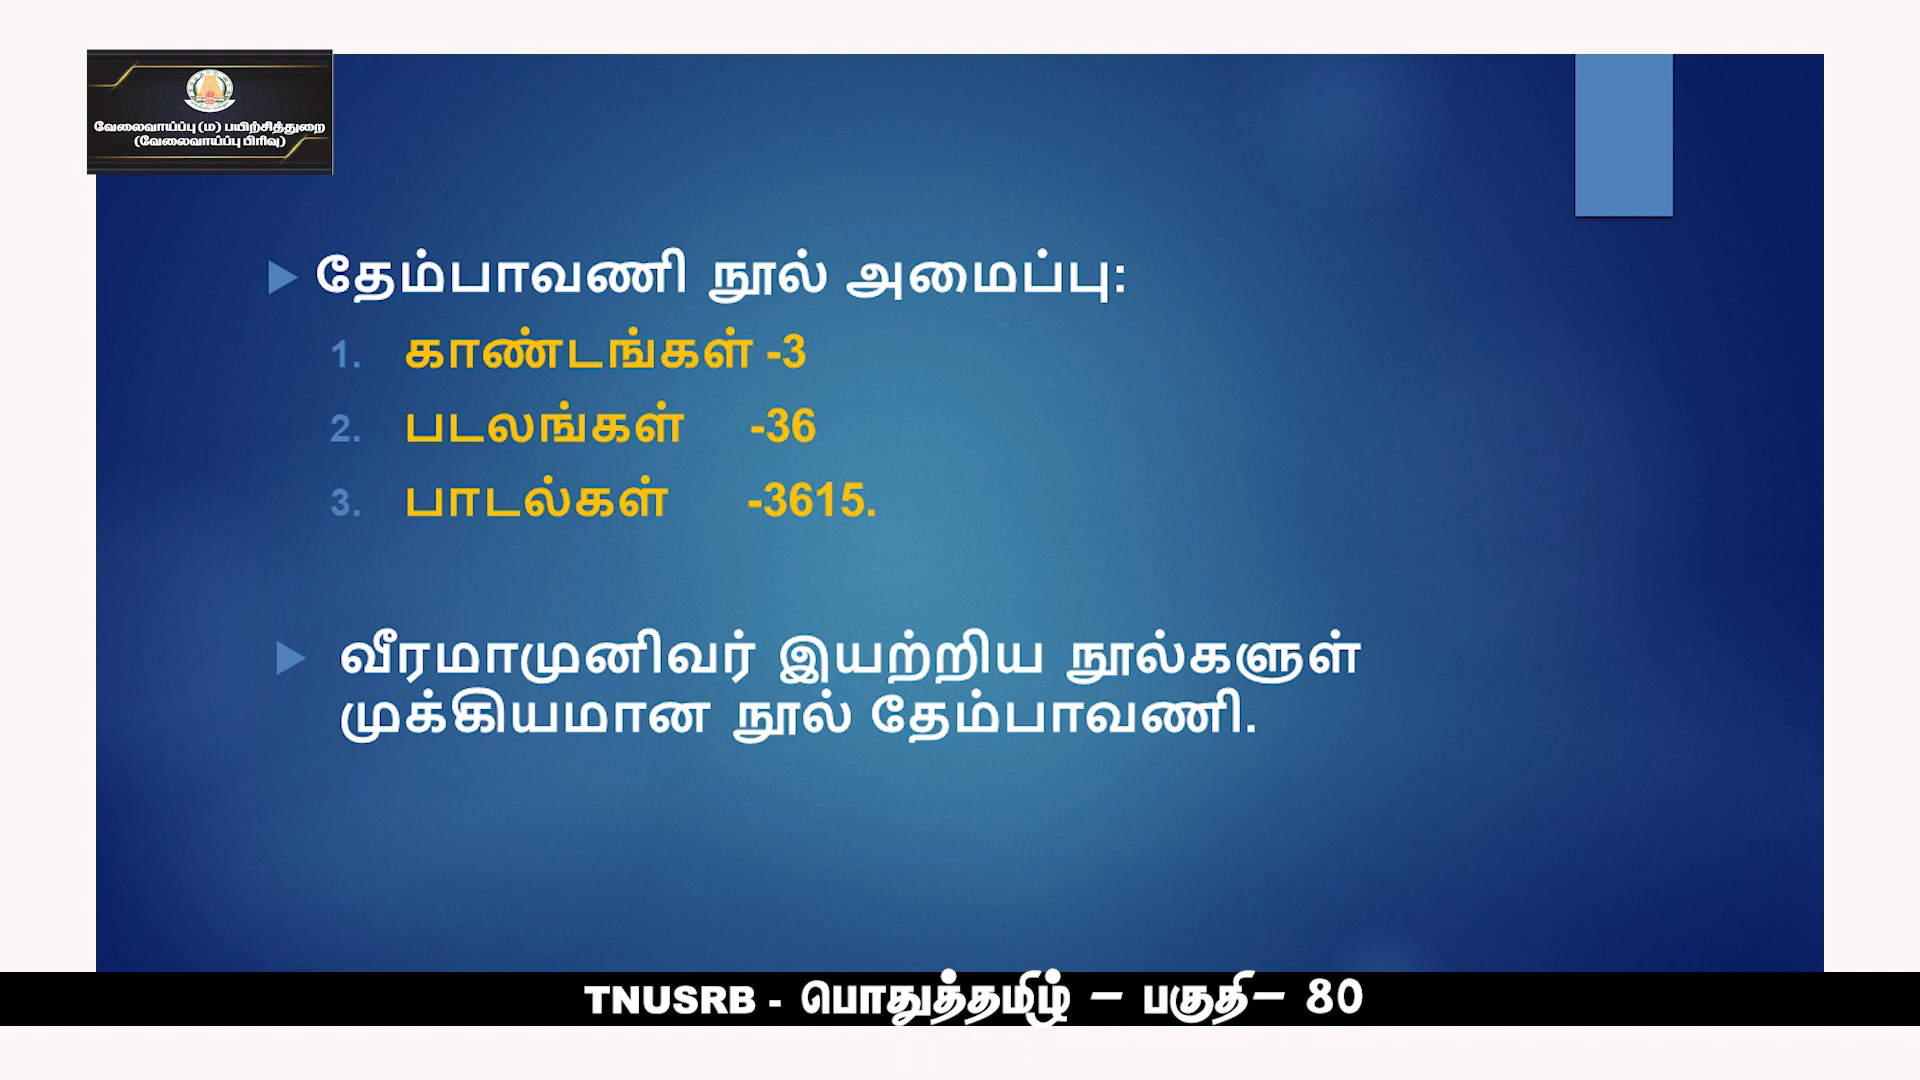 வேலைவாய்ப்பு (ம) பயிற்சித்துறை
(வேலைவாய்ப்பு பிரிவு)
தேம்பாவணி நூல் அமைப்பு:
1. காண்டங்கள் -3
2. படலங்கள் -36
3. பாடல்கள் -3615.
வீரமாமுனிவர் இயற்றிய நூல்களுள்
முக்கியமான நூல் தேம்பாவணி.
TNUSRB - பொதுத்தமிழ் – பகுதி– 80